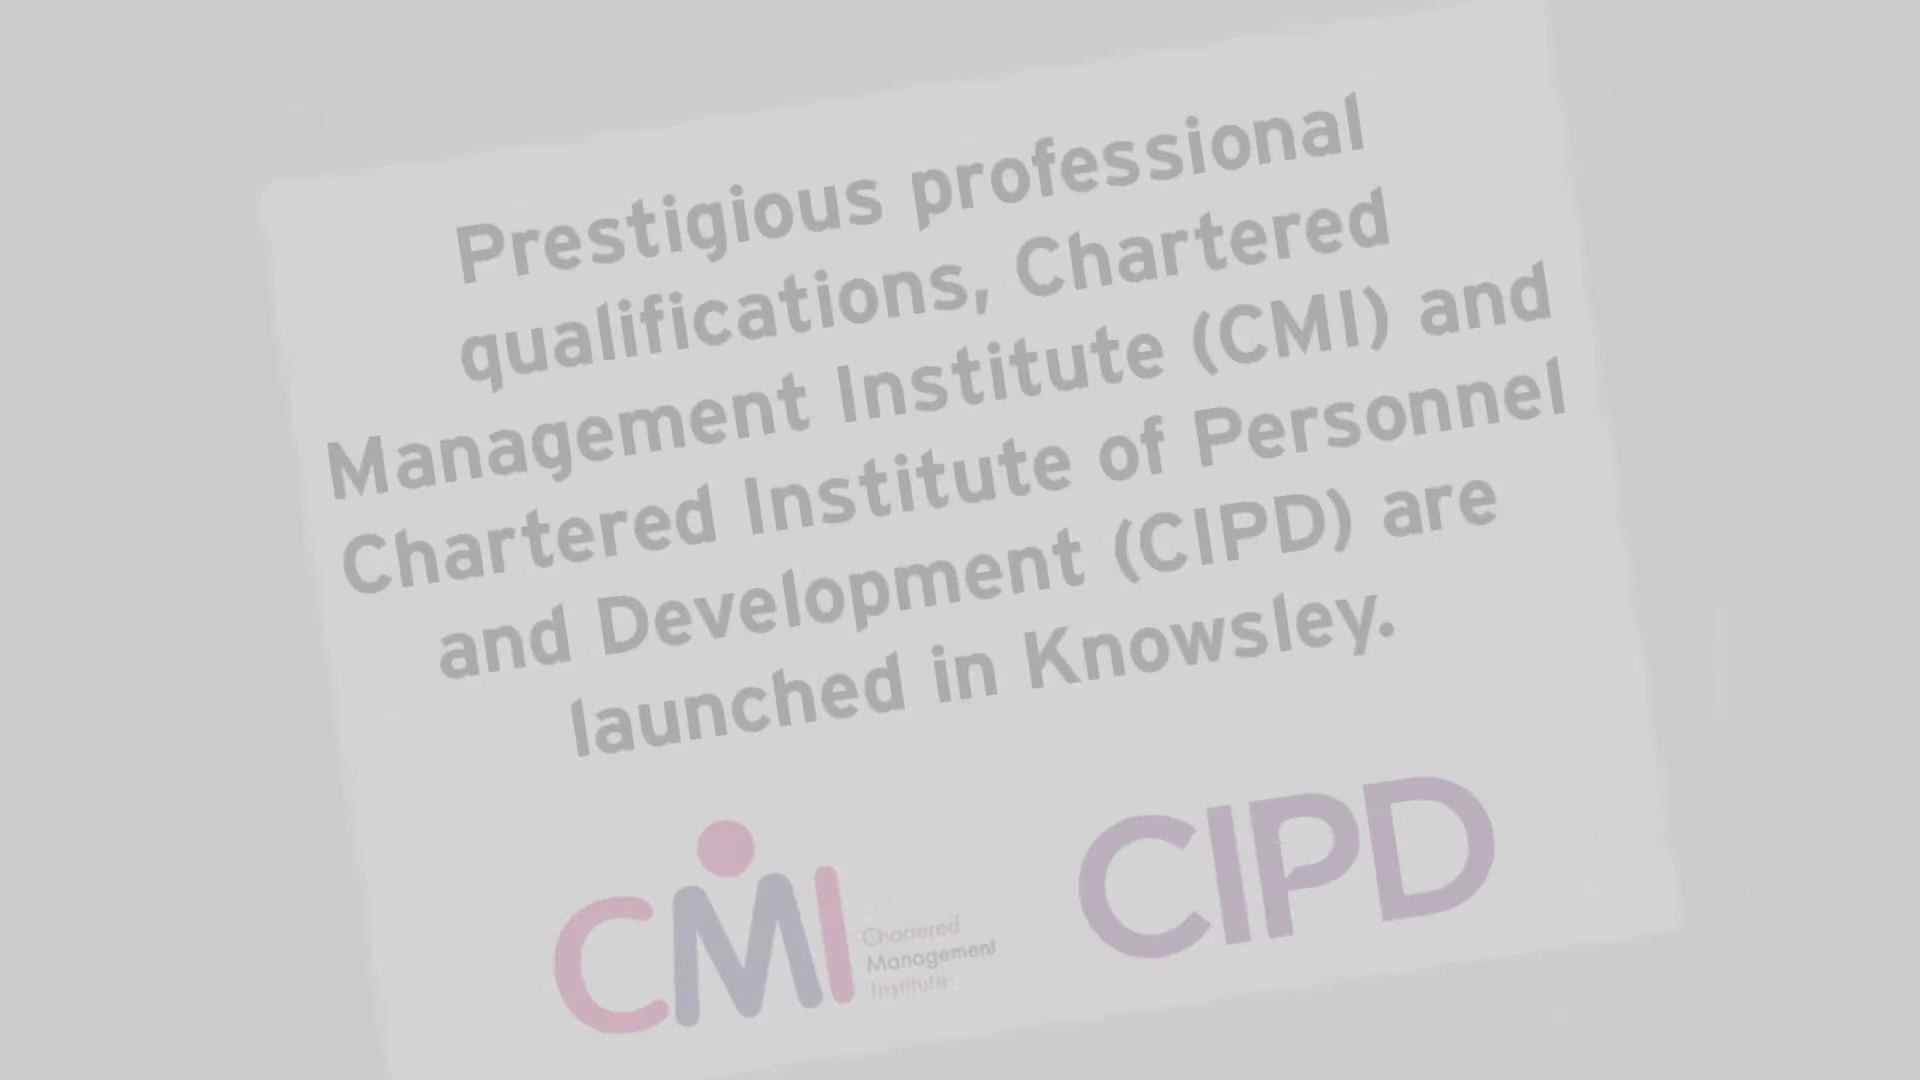 Prestigious professional
qualifications, Chartered
Management Institute (CMI) and
Chartered Institute of Personnel
and Development (CIPD) are
launched in Knowsley.
CMI
Chartered
Management
Institute
CIPD